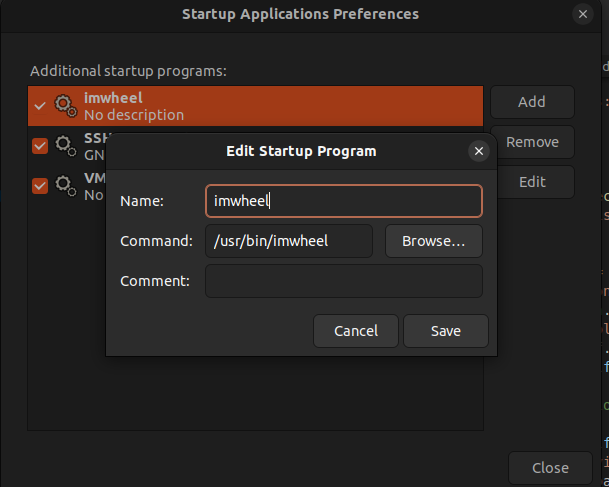 Startup Applications Preferences
Additional startup programs:
imwheel
No description
Add
SSH
GN
Remove
VM
No
Edit
Edit Startup Program
Name: imwheel
Command: /usr/bin/imwheel Browse...
Comment:
Cancel Save
Close